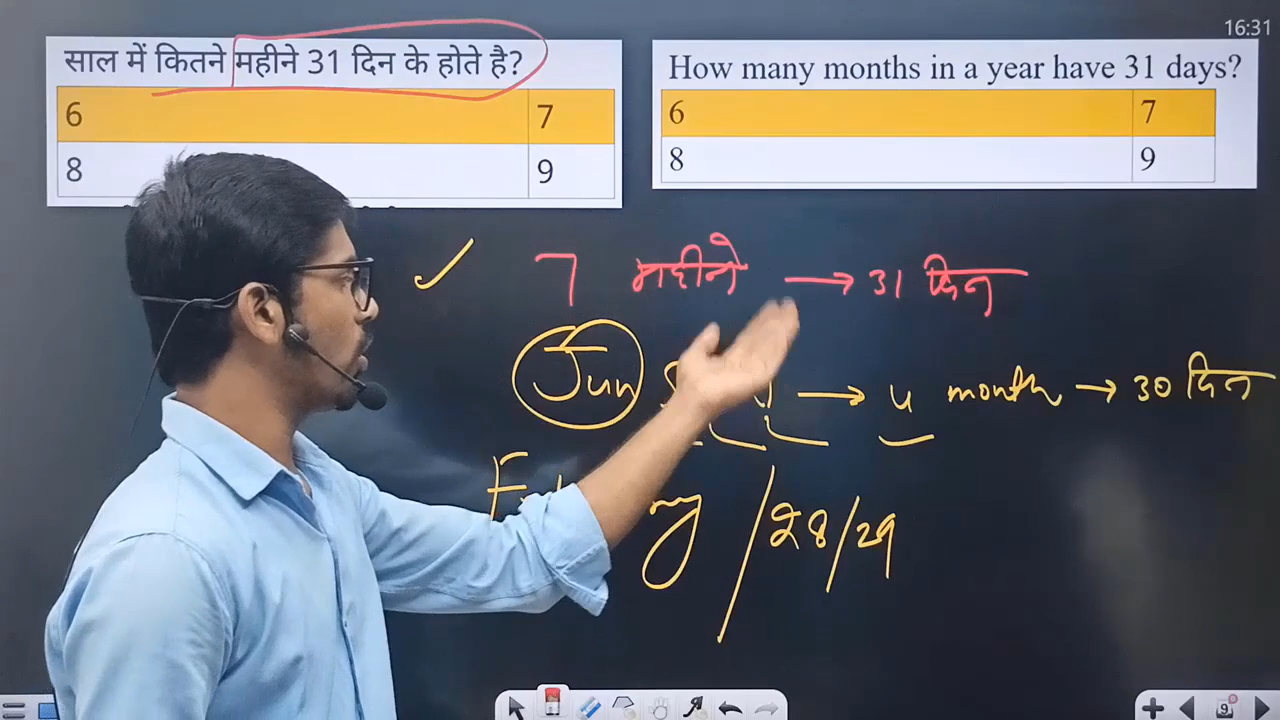 16:31
साल में कितने महीने 31 दिन के होते है?
6 7
8 9
How many months in a year have 31 days?
6 7
8 9
7 महीने → 31 दिन
Jun → 4 month → 30 दिन
/28/29
9